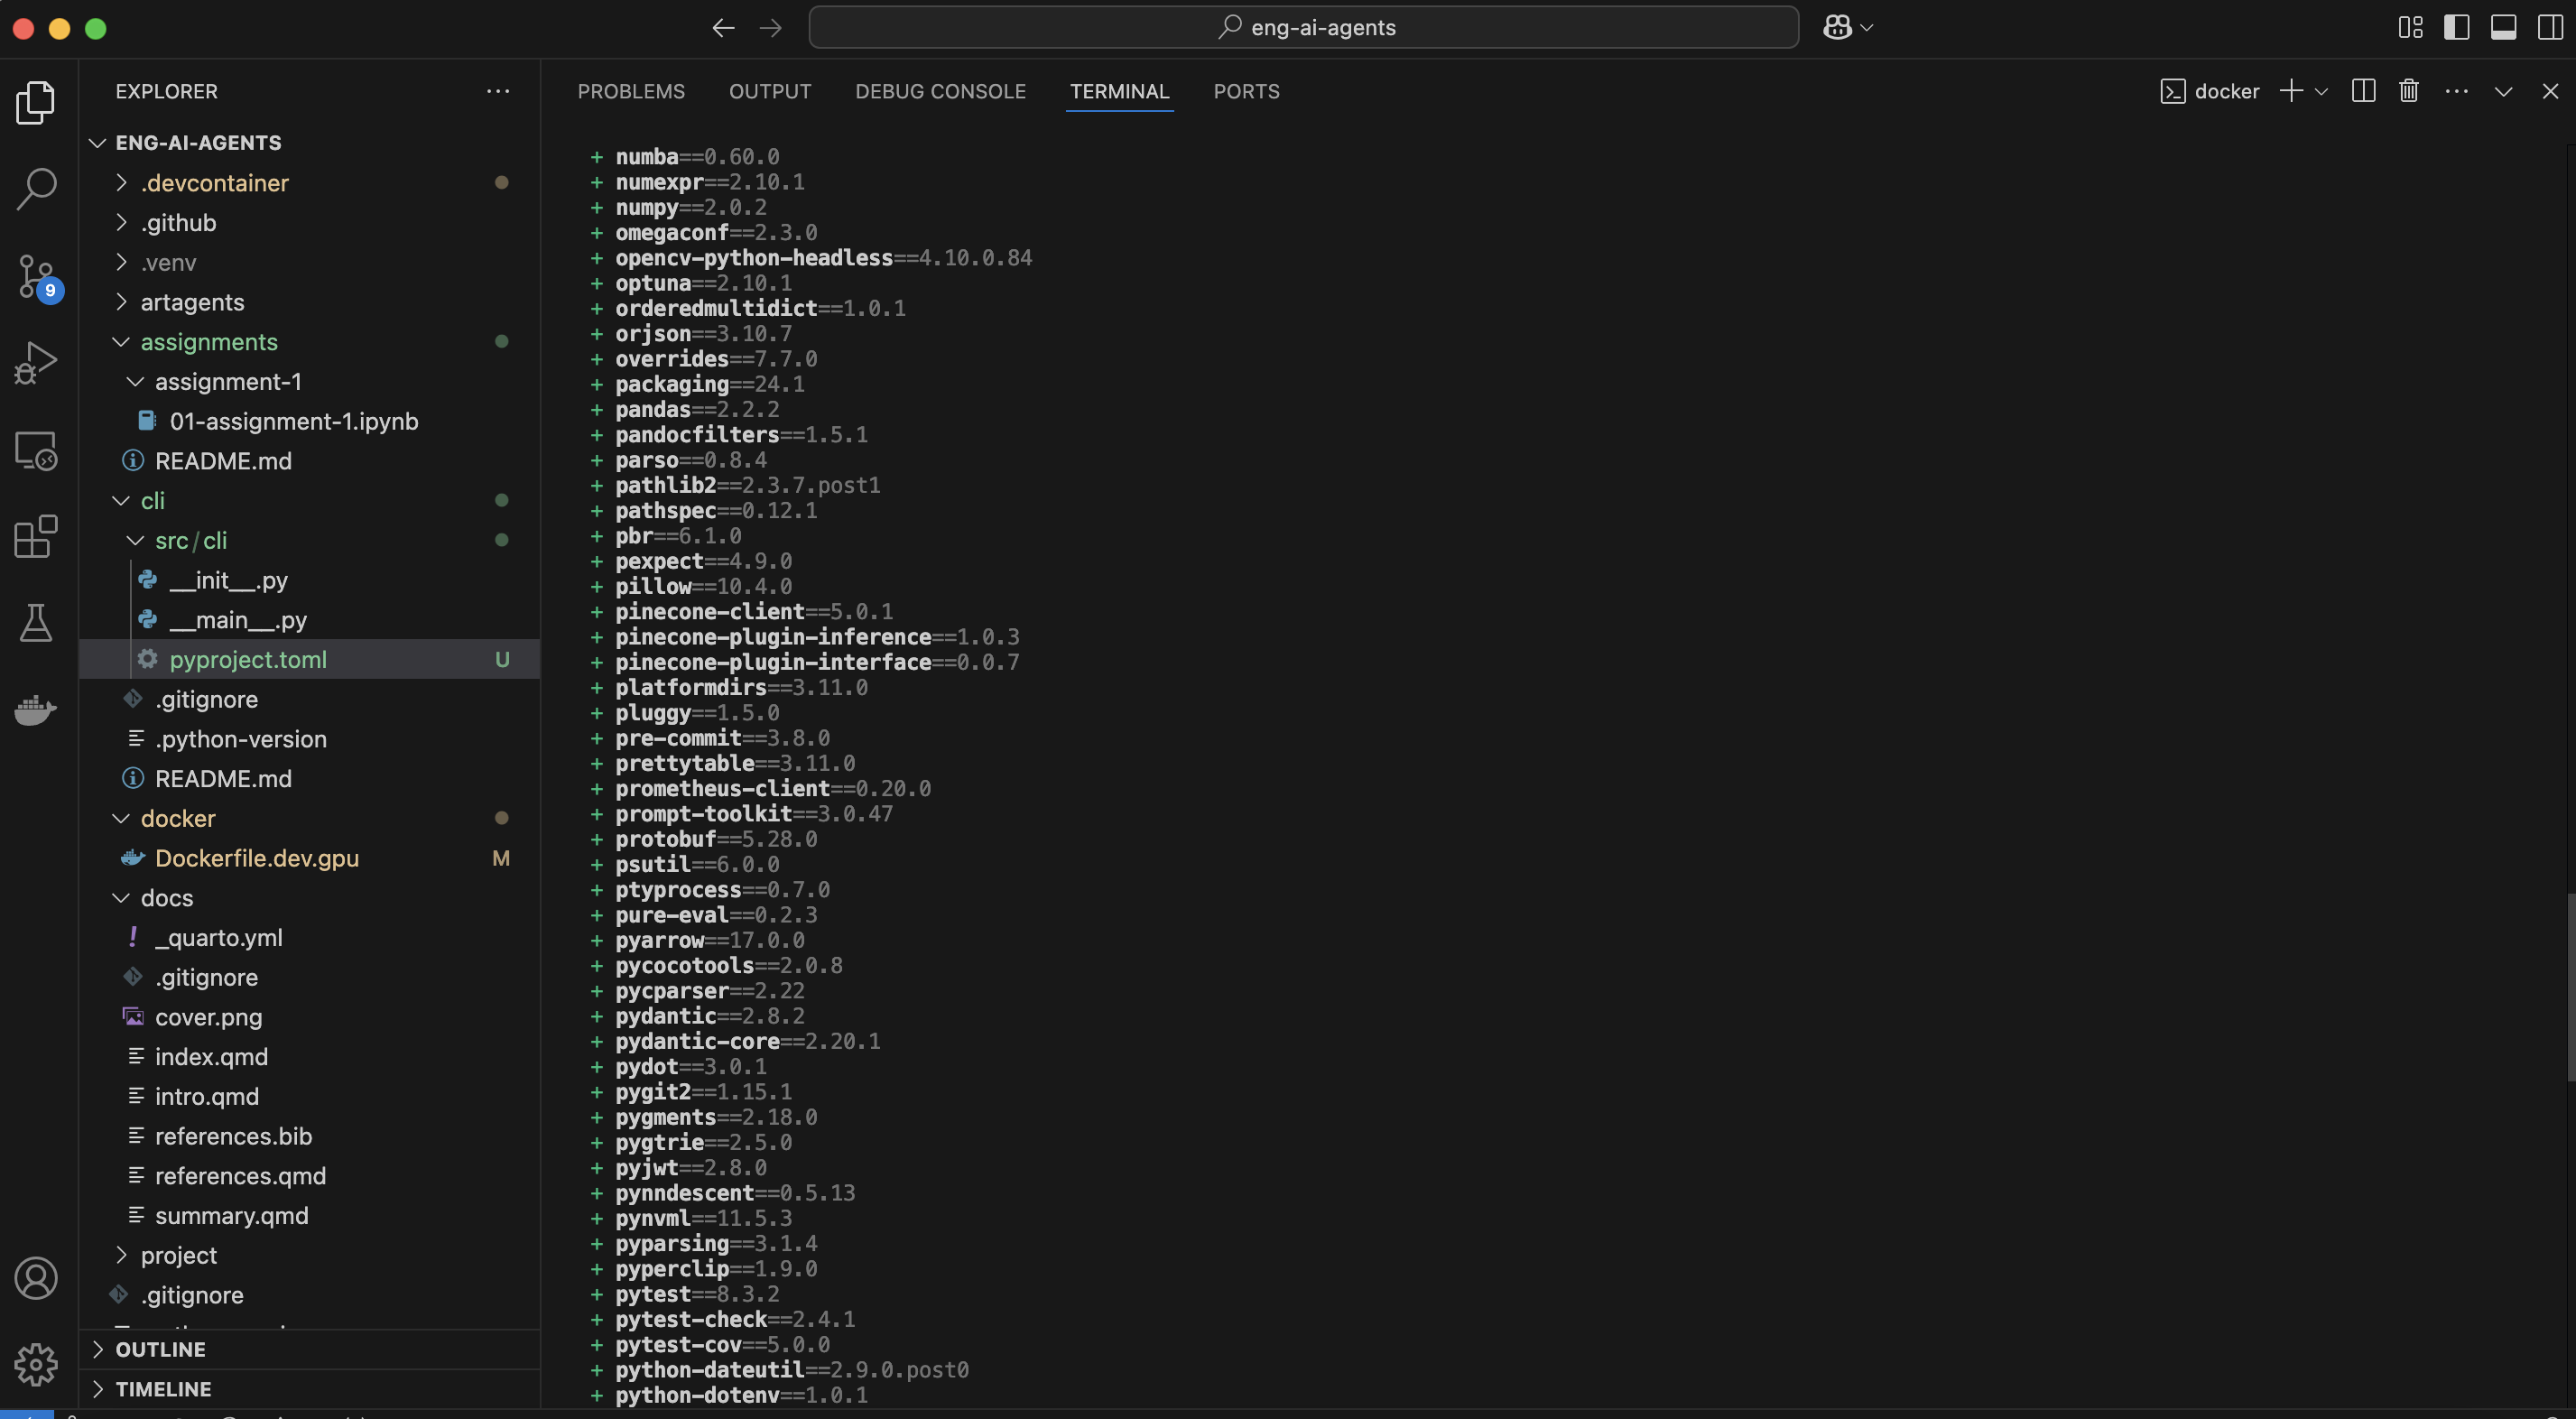 eng-ai-agents
EXPLORER
ENG-AI-AGENTS
.devcontainer
.github
.venv
artagents
assignments
assignment-1
01-assignment-1.ipynb
README.md
cli
src/cli
__init__.py
__main__.py
pyproject.toml U
.gitignore
.python-version
README.md
docker
Dockerfile.dev.gpu M
docs
_quarto.yml
.gitignore
cover.png
index.qmd
intro.qmd
references.bib
references.qmd
summary.qmd
project
.gitignore
OUTLINE
TIMELINE
9
PROBLEMS OUTPUT DEBUG CONSOLE TERMINAL PORTS
docker
+ numba==0.60.0
+ numexpr==2.10.1
+ numpy==2.0.2
+ omegaconf==2.3.0
+ opencv-python-headless==4.10.0.84
+ optuna==2.10.1
+ orderedmultidict==1.0.1
+ orjson==3.10.7
+ overrides==7.7.0
+ packaging==24.1
+ pandas==2.2.2
+ pandocfilters==1.5.1
+ parso==0.8.4
+ pathlib2==2.3.7.post1
+ pathspec==0.12.1
+ pbr==6.1.0
+ pexpect==4.9.0
+ pillow==10.4.0
+ pinecone-client==5.0.1
+ pinecone-plugin-inference==1.0.3
+ pinecone-plugin-interface==0.0.7
+ platformdirs==3.11.0
+ pluggy==1.5.0
+ pre-commit==3.8.0
+ prettytable==3.11.0
+ prometheus-client==0.20.0
+ prompt-toolkit==3.0.47
+ protobuf==5.28.0
+ psutil==6.0.0
+ ptyprocess==0.7.0
+ pure-eval==0.2.3
+ pyarrow==17.0.0
+ pycocotools==2.0.8
+ pycparser==2.22
+ pydantic==2.8.2
+ pydantic-core==2.20.1
+ pydot==3.0.1
+ pygit2==1.15.1
+ pygments==2.18.0
+ pygtrie==2.5.0
+ pyjwt==2.8.0
+ pynndescent==0.5.13
+ pynvml==11.5.3
+ pyparsing==3.1.4
+ pyperclip==1.9.0
+ pytest==8.3.2
+ pytest-check==2.4.1
+ pytest-cov==5.0.0
+ python-dateutil==2.9.0.post0
+ python-dotenv==1.0.1